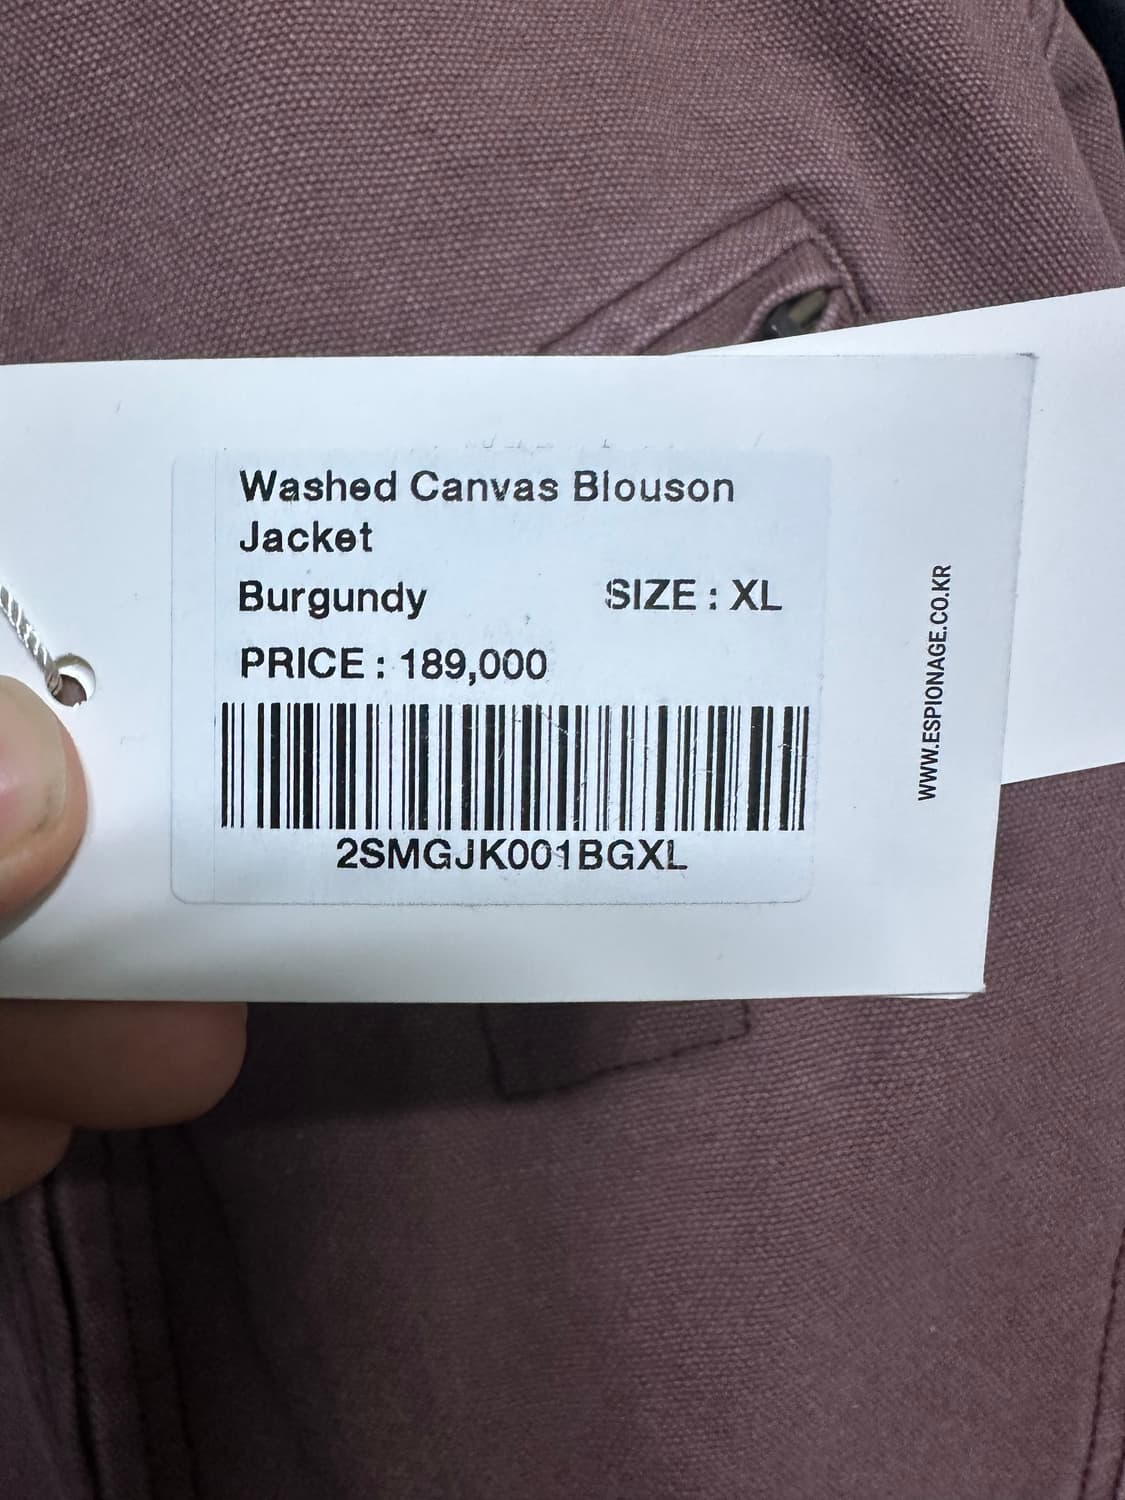 Washed Canvas Blouson
Jacket
Burgundy SIZE : XL
PRICE : 189,000
2SMGJK001BGXL
WWW.ESPIONAGE.CO.KR